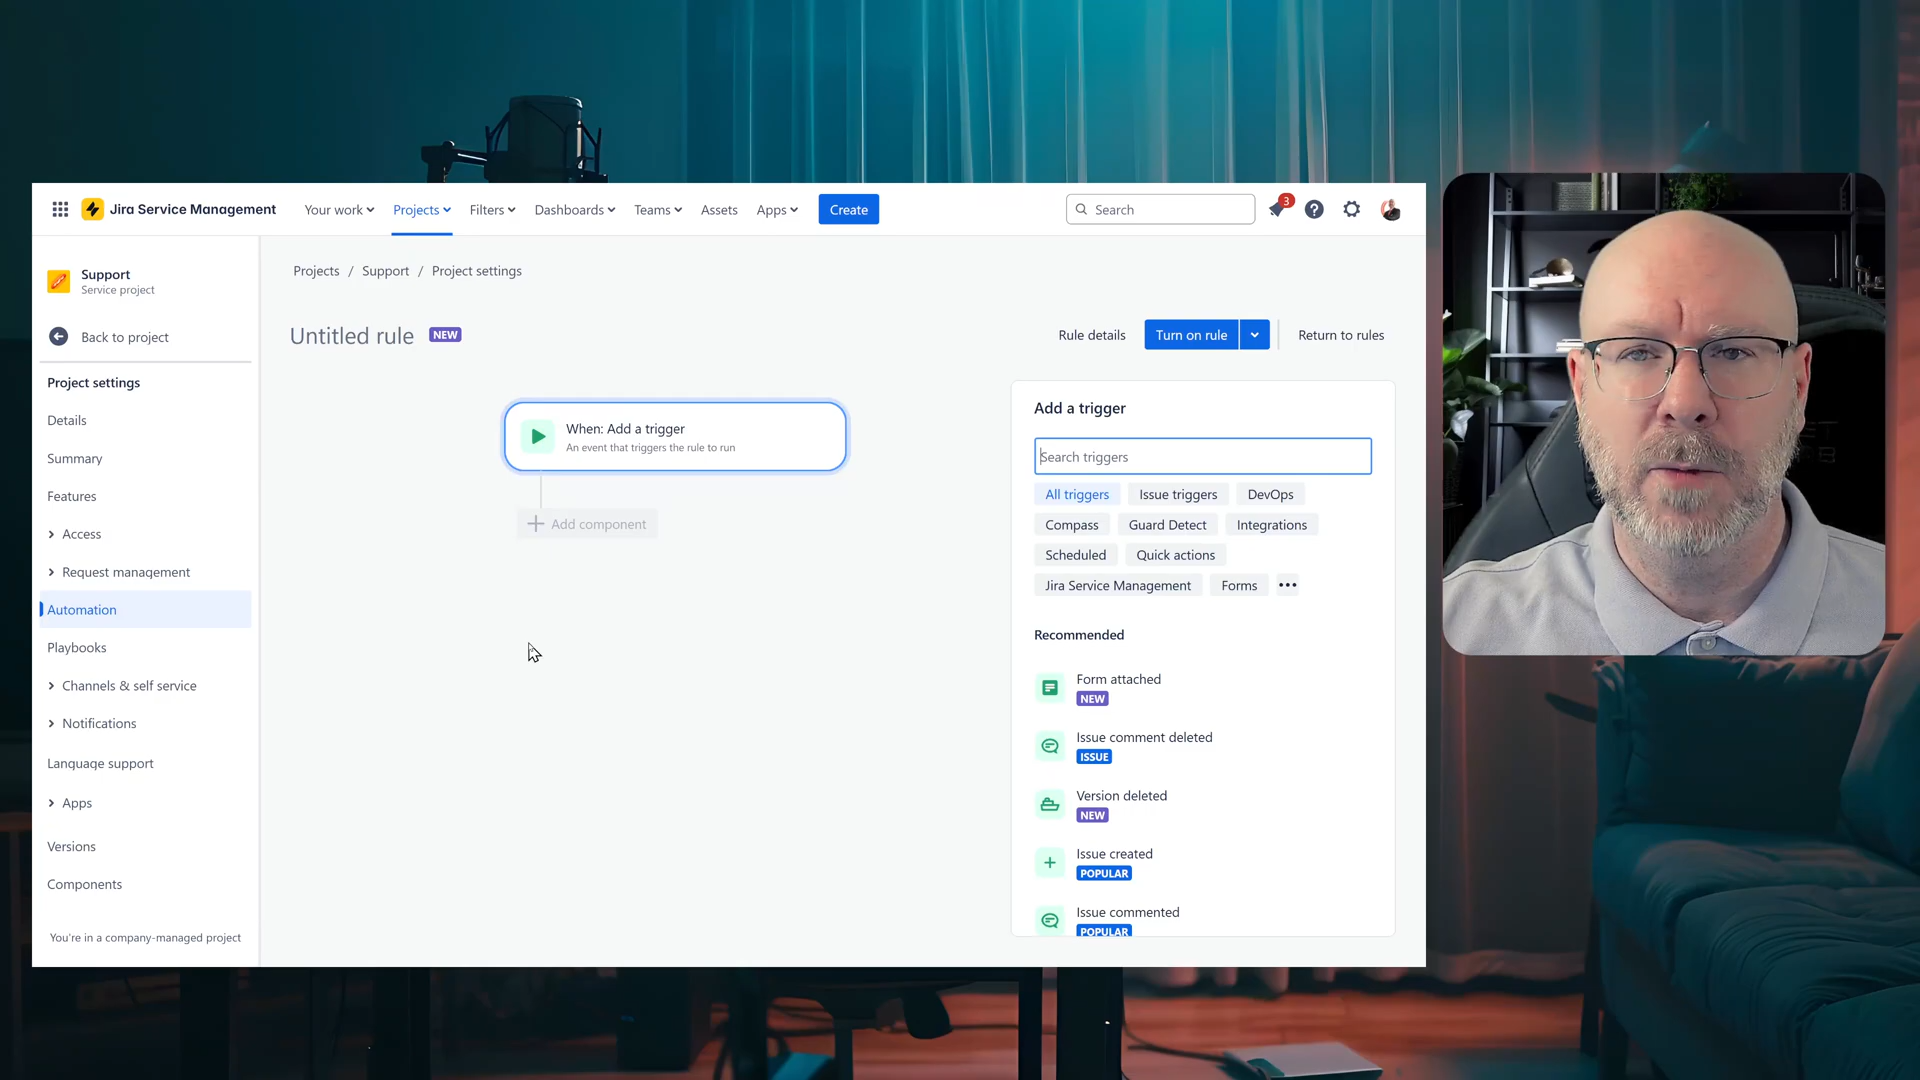 Jira Service Management
Your work
Projects
Filters
Dashboards
Teams
Assets
Apps
Create
Search
3
Support
Service project
Back to project
Project settings
Details
Summary
Features
Access
Request management
Automation
Playbooks
Channels & self service
Notifications
Language support
Apps
Versions
Components
You're in a company-managed project
Projects / Support / Project settings
Untitled rule NEW
Rule details
Turn on rule
Return to rules
When: Add a trigger
An event that triggers the rule to run
Add component
Add a trigger
Search triggers
All triggers
Issue triggers
DevOps
Compass
Guard Detect
Integrations
Scheduled
Quick actions
Jira Service Management
Forms
Recommended
Form attached
NEW
Issue comment deleted
ISSUE
Version deleted
NEW
Issue created
POPULAR
Issue commented
POPULAR